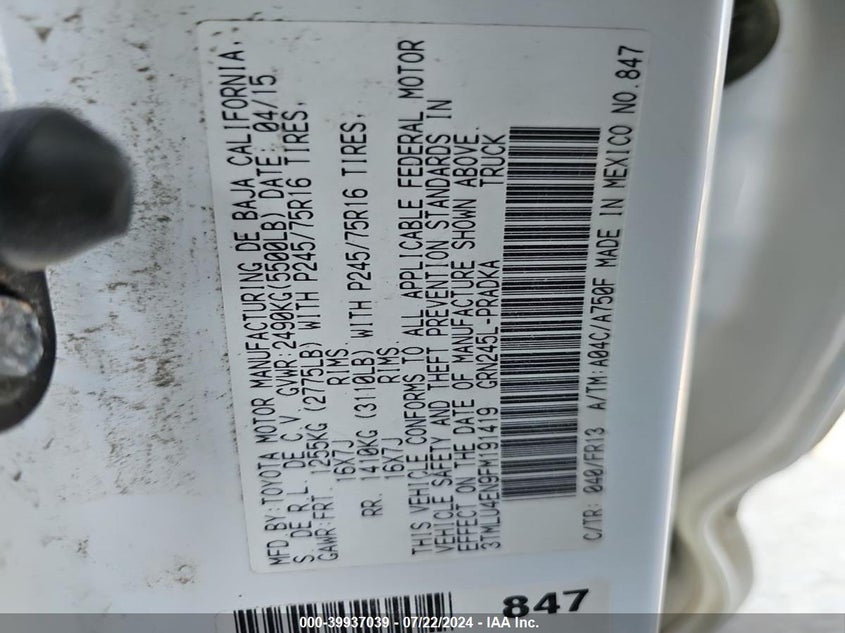 MFD BY:TOYOTA MOTOR MANUFACTURING DE BAJA CALIFORNIA,
S. DE R.L. DE C.V. GVWR:2490KG(5500LB) DATE: 04/15
GAWR:FRT. 1255KG (2775LB) WITH P245/75R16 TIRES,
16X7J RIMS.
RR. 1410KG (3110LB) WITH P245/75R16 TIRES,
16X7J RIMS.
THIS VEHICLE CONFORMS TO ALL APPLICABLE FEDERAL MOTOR
VEHICLE SAFETY AND THEFT PREVENTION STANDARDS IN
EFFECT ON THE DATE OF MANUFACTURE SHOWN ABOVE.
3TMLU4EN9FM191419 GRN245L-PRADKA TRUCK
C/TR: 040/FR13 A/TM:A04C/A750F MADE IN MEXICO NO.847
847
000-39937039 - 07/22/2024 - IAAI.com, Inc.